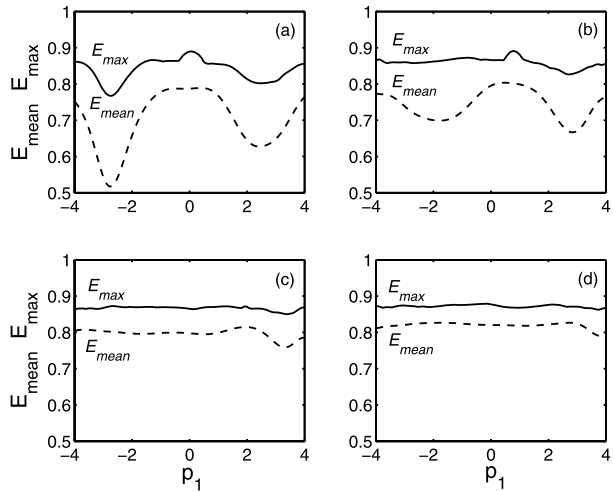 (a)
E_max
E_mean
E_mean E_max
1
0.9
0.8
0.7
0.6
0.5
−4 −2 0 2 4
p_1
(b)
E_max
E_mean
1
0.9
0.8
0.7
0.6
0.5
−4 −2 0 2 4
p_1
(c)
E_max
E_mean
E_mean E_max
1
0.9
0.8
0.7
0.6
0.5
−4 −2 0 2 4
p_1
(d)
E_max
E_mean
1
0.9
0.8
0.7
0.6
0.5
−4 −2 0 2 4
p_1